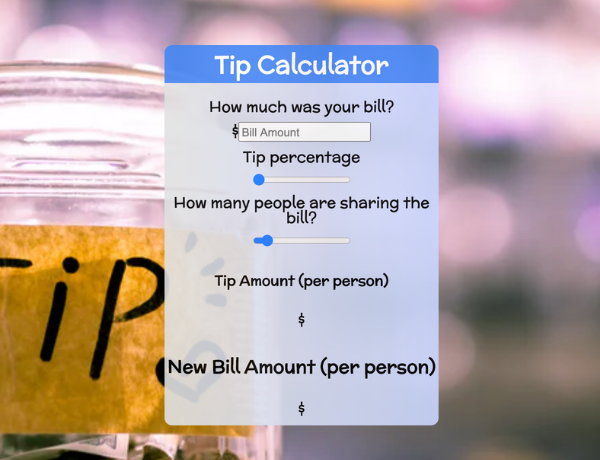 Tip Calculator
How much was your bill?
$ Bill Amount
Tip percentage
How many people are sharing the
bill?
TiP
Tip Amount (per person)
$
New Bill Amount (per person)
$